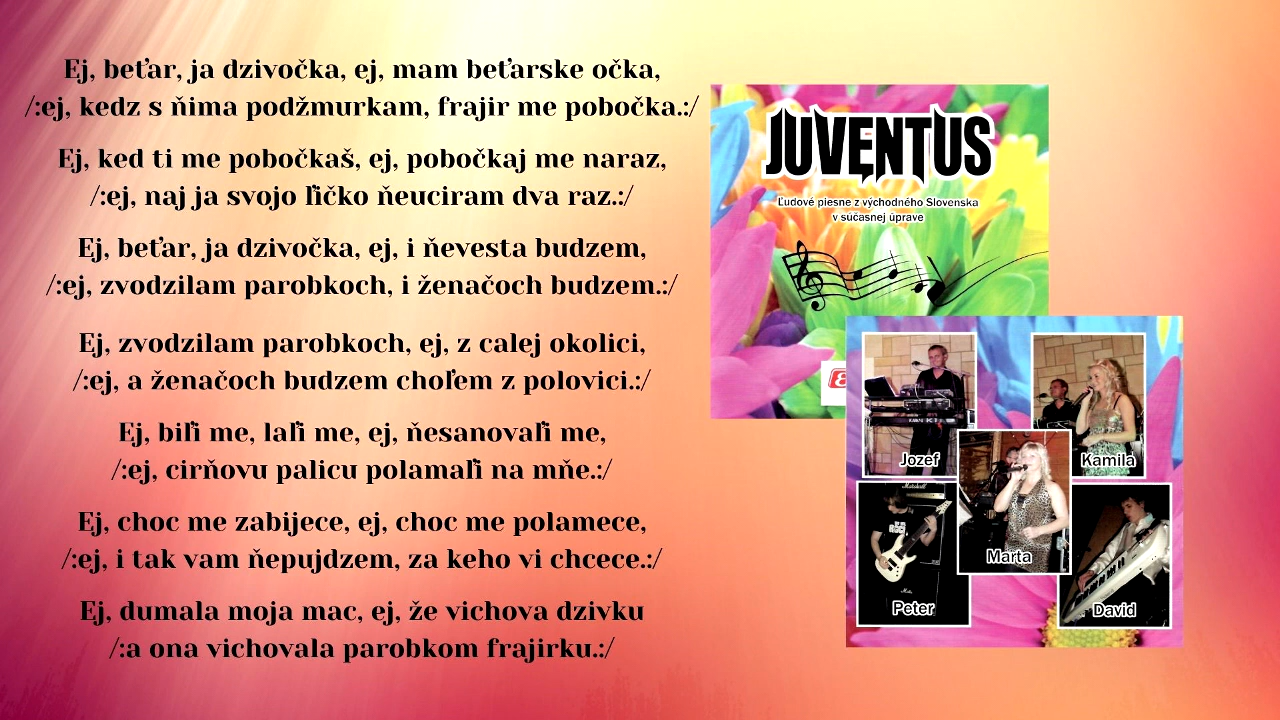 Ej, beťar, ja dzivočka, ej, mam beťarske očka,
/:ej, kedz s ňima podžmurkam, frajir me pobočka.:/
Ej, ked ti me pobočkaš, ej, pobočkaj me naraz,
/:ej, naj ja svojo ľičko ňeuciram dva raz.:/
Ej, beťar, ja dzivočka, ej, i ňevesta budzem,
/:ej, zvodzilam parobkoch, i ženačoch budzem.:/
Ej, zvodzilam parobkoch, ej, z calej okolici,
/:ej, a ženačoch budzem choľem z polovici.:/
Ej, biľi me, laľi me, ej, ňesanovaľi me,
/:ej, cirňovu palicu polamaľi na mňe.:/
Ej, choc me zabijece, ej, choc me polamece,
/:ej, i tak vam ňepujdzem, za keho vi chcece.:/
Ej, dumala moja mac, ej, že vichova dzivku
/:a ona vichovala parobkom frajirku.:/
JUVENTUS
Ľudové piesne z východného Slovenska
v súčasnej úprave
Jozef
Kamila
Marta
Peter
David
Marshall